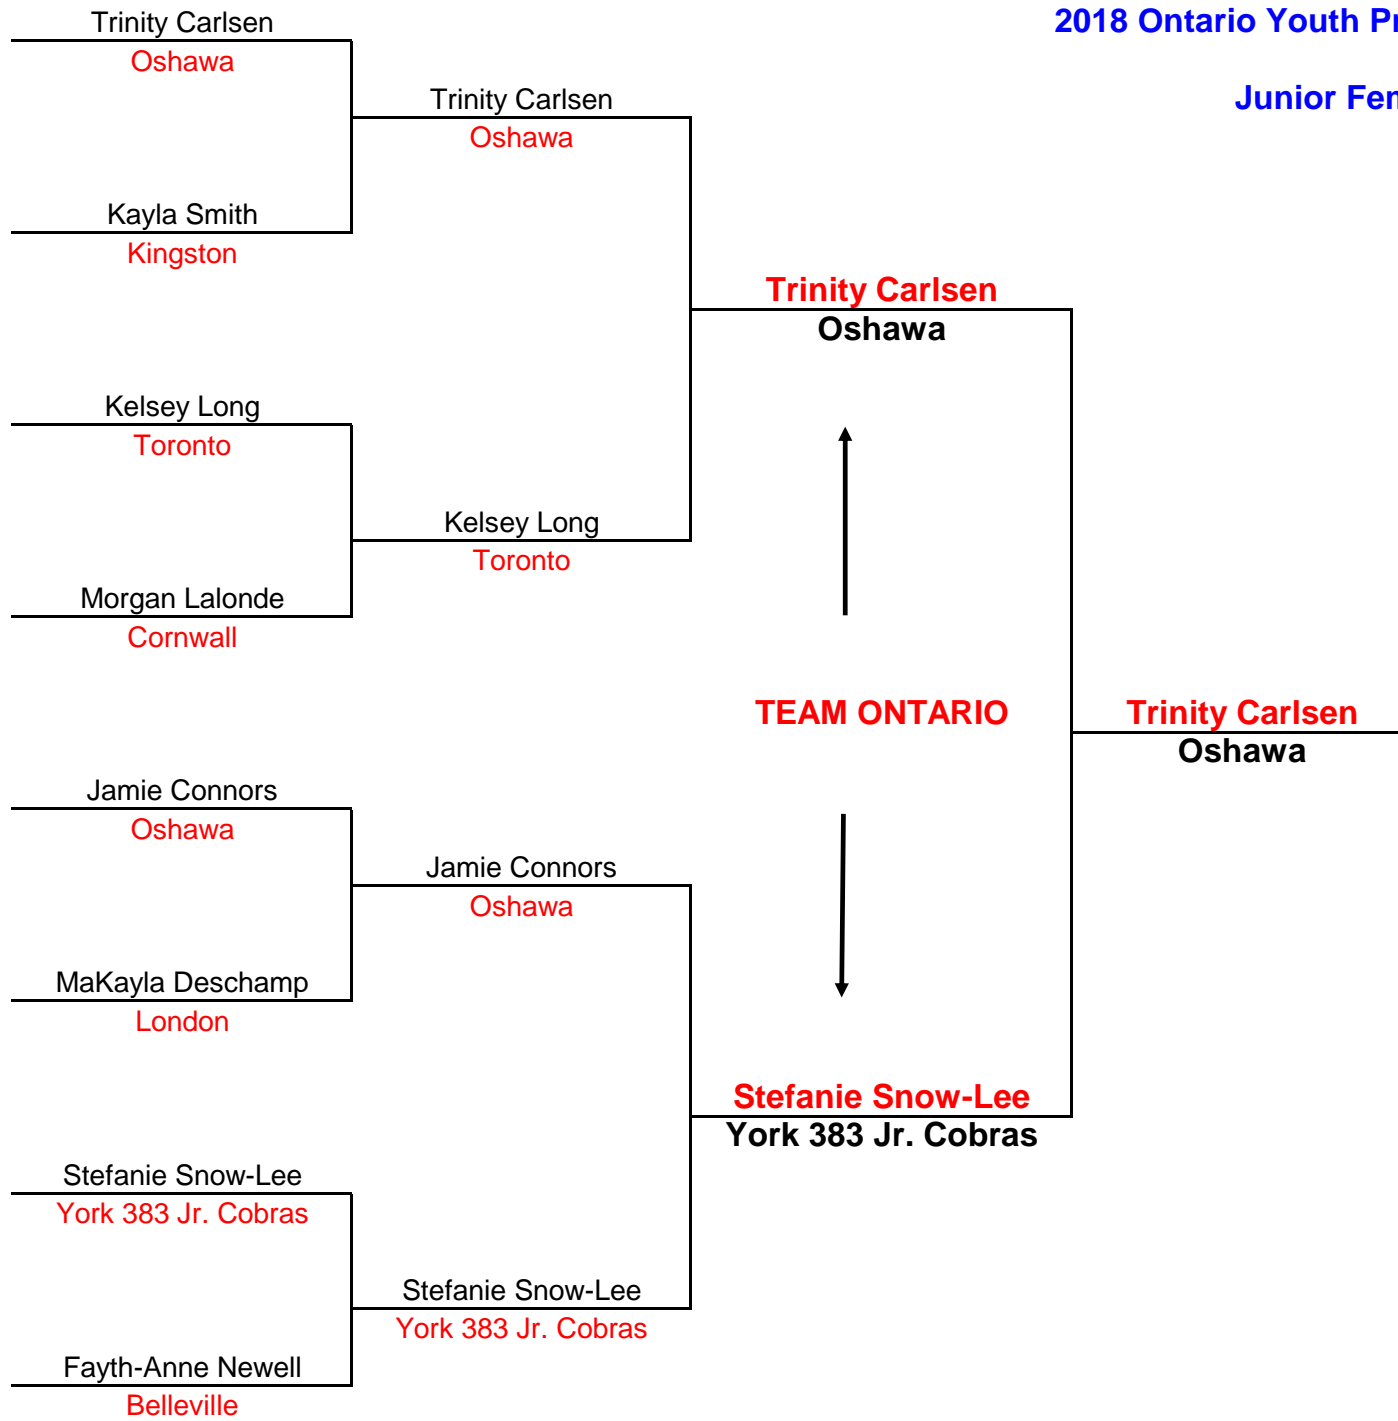 Trinity Carlsen
Oshawa
2018 Ontario Youth
Trinity Carlsen
Oshawa
Junior
Kayla Smith
Kingston
Trinity Carlsen
Oshawa
Kelsey Long
Toronto
Kelsey Long
Toronto
Morgan Lalonde
Cornwall
TEAM ONTARIO
Trinity Carlsen
Oshawa
Jamie Connors
Oshawa
Jamie Connors
Oshawa
MaKayla Deschamp
London
Stefanie Snow-Lee
York 383 Jr. Cobras
Stefanie Snow-Lee
York 383 Jr. Cobras
Stefanie Snow-Lee
York 383 Jr. Cobras
Fayth-Anne Newell
Belleville